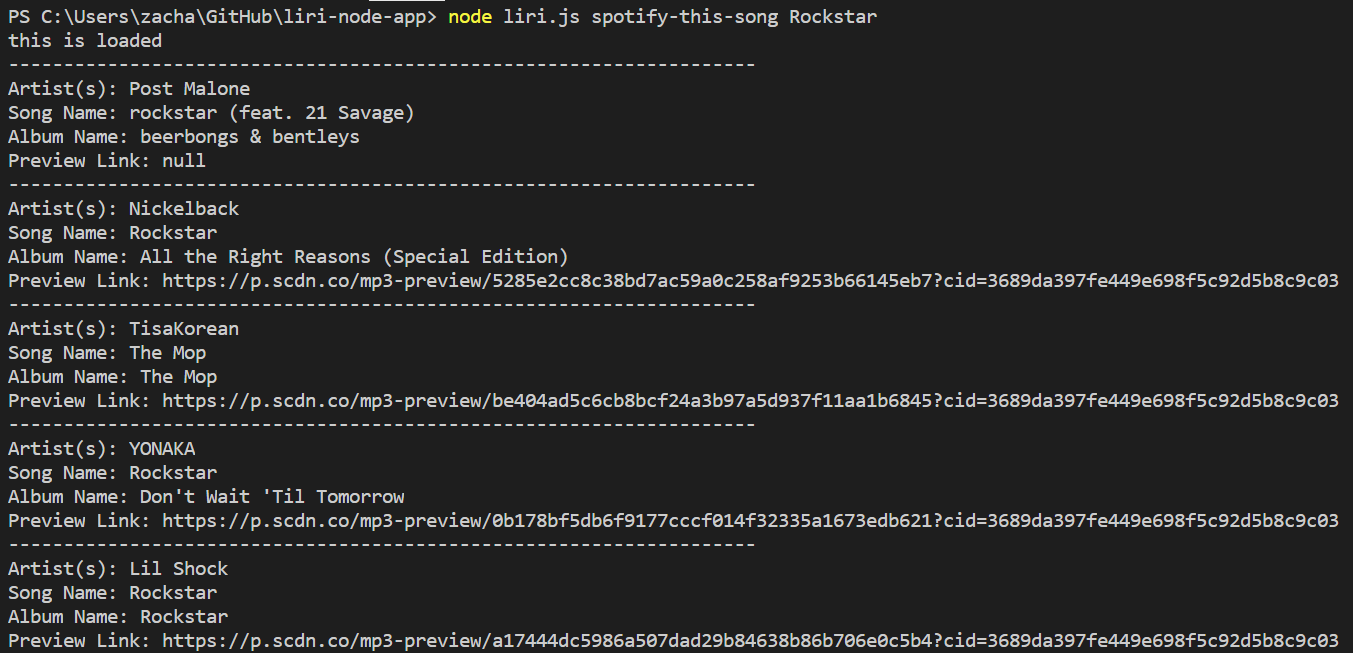 PS C:\Users\zacha\GitHub\liri-node-app> node liri.js spotify-this-song Rockstar
this is loaded
--------------------------------------------------------------------
Artist(s): Post Malone
Song Name: rockstar (feat. 21 Savage)
Album Name: beerbongs & bentleys
Preview Link: null
--------------------------------------------------------------------
Artist(s): Nickelback
Song Name: Rockstar
Album Name: All the Right Reasons (Special Edition)
Preview Link: https://p.scdn.co/mp3-preview/5285e2cc8c38bd7ac59a0c258af9253b66145eb7?cid=3689da397fe449e698f5c92d5b8c9c03
--------------------------------------------------------------------
Artist(s): TisaKorean
Song Name: The Mop
Album Name: The Mop
Preview Link: https://p.scdn.co/mp3-preview/be404ad5c6cb8bcf24a3b97a5d937f11aa1b6845?cid=3689da397fe449e698f5c92d5b8c9c03
--------------------------------------------------------------------
Artist(s): YONAKA
Song Name: Rockstar
Album Name: Don't Wait 'Til Tomorrow
Preview Link: https://p.scdn.co/mp3-preview/0b178bf5db6f9177cccf014f32335a1673edb621?cid=3689da397fe449e698f5c92d5b8c9c03
--------------------------------------------------------------------
Artist(s): Lil Shock
Song Name: Rockstar
Album Name: Rockstar
Preview Link: https://p.scdn.co/mp3-preview/a17444dc5986a507dad29b84638b86b706e0c5b4?cid=3689da397fe449e698f5c92d5b8c9c03